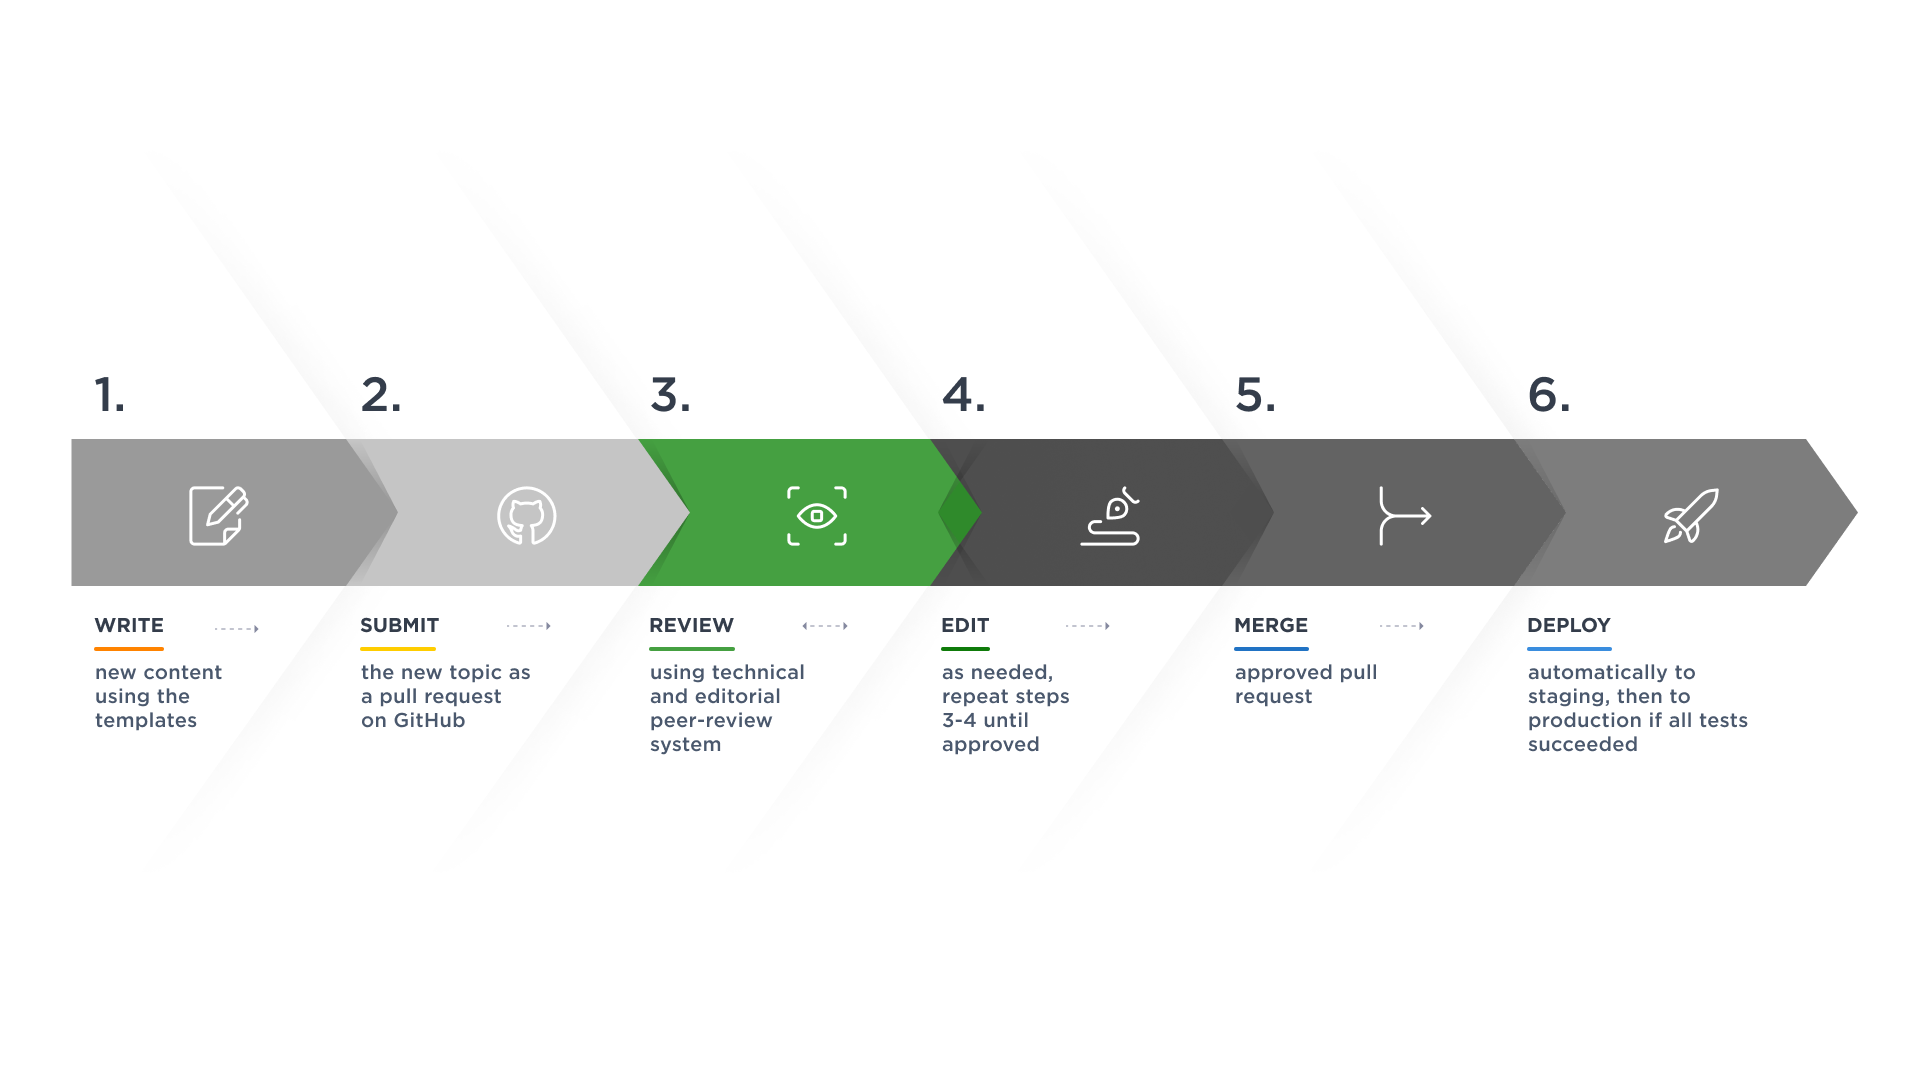 1.
2.
3.
4.
5.
6.
WRITE
new content
using the
templates
SUBMIT
the new topic as
a pull request
on GitHub
REVIEW
using technical
and editorial
peer-review
system
EDIT
as needed,
repeat steps
3-4 until
approved
MERGE
approved pull
request
DEPLOY
automatically to
staging, then to
production if all tests
succeeded